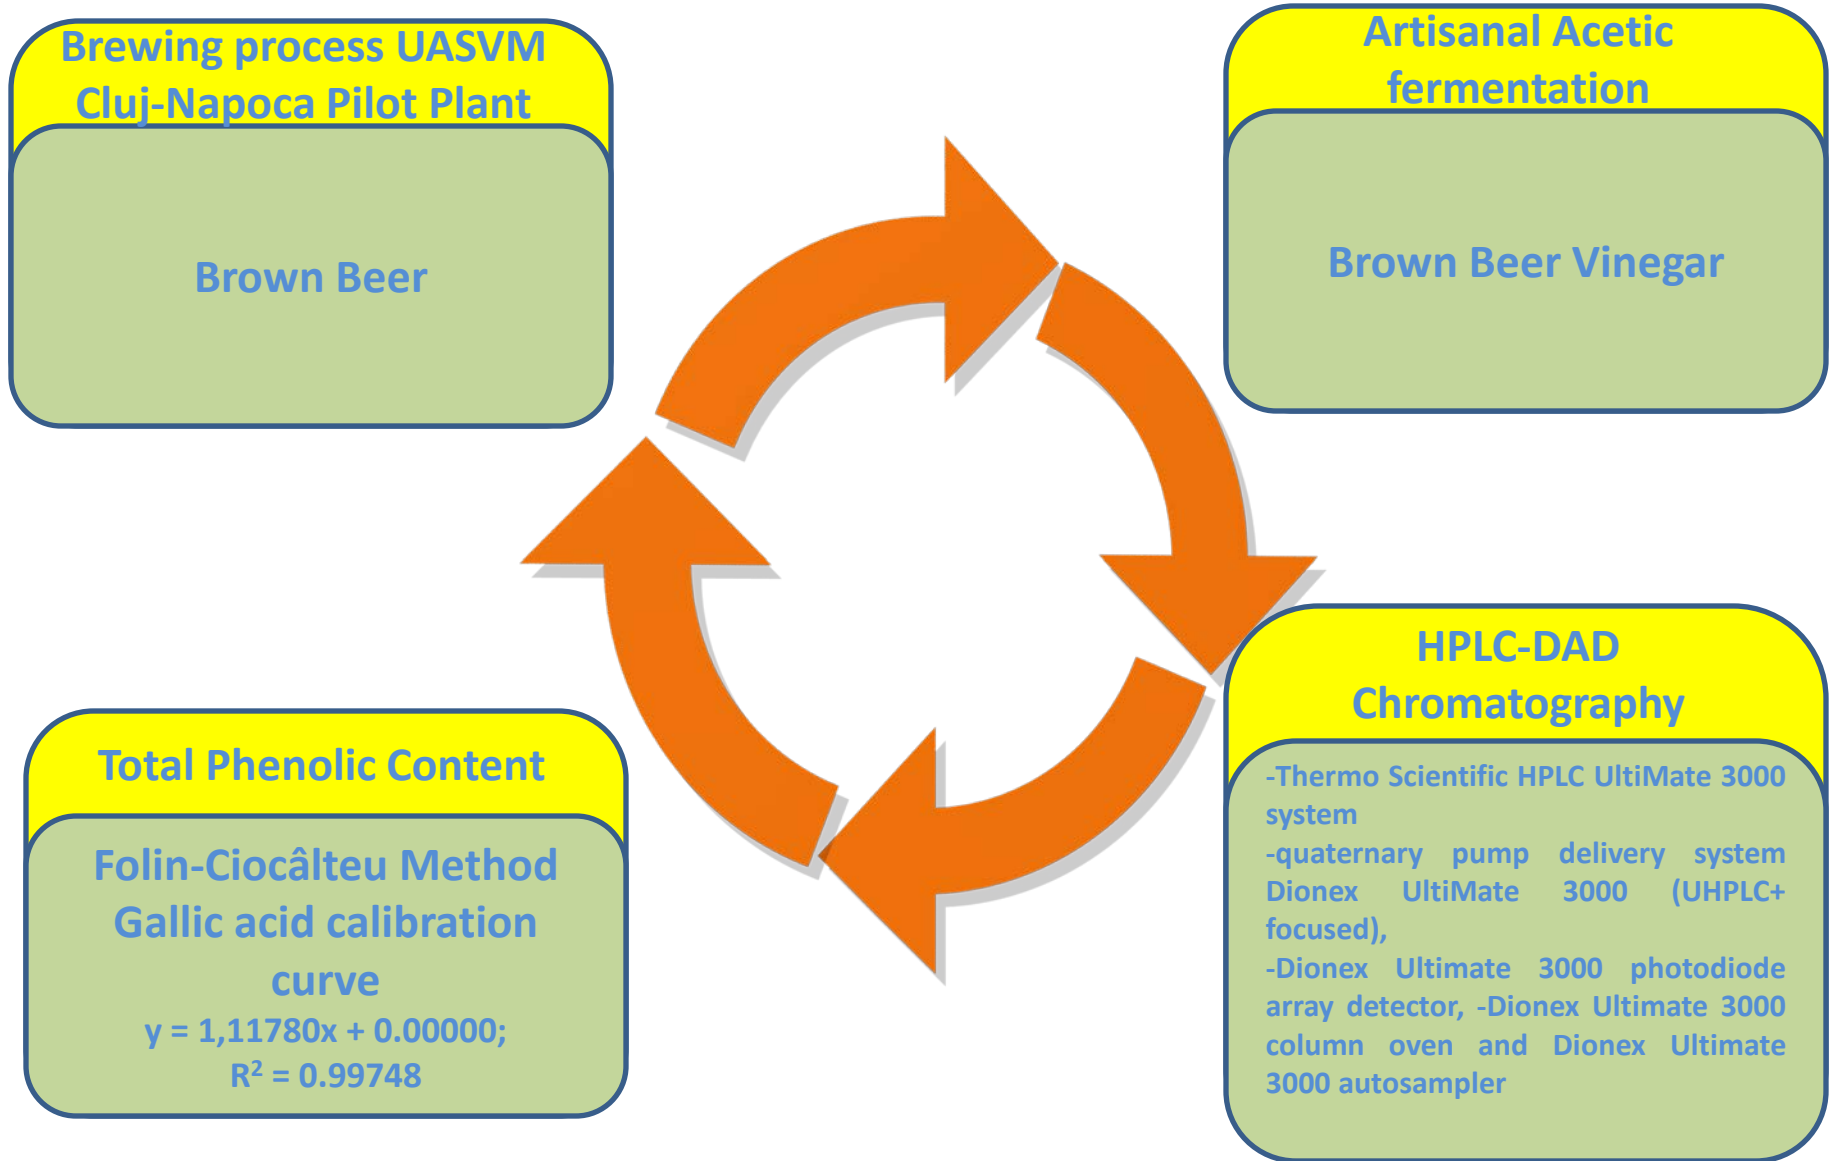 Brewing process UASVM
Cluj-Napoca Pilot Plant
Brown Beer
Artisanal Acetic
fermentation
Brown Beer Vinegar
HPLC-DAD
Chromatography
-Thermo Scientific HPLC UltiMate 3000
system
-quaternary pump delivery system
Dionex UltiMate 3000 (UHPLC+
focused),
-Dionex Ultimate 3000 photodiode
array detector, -Dionex Ultimate 3000
column oven and Dionex Ultimate
3000 autosampler
Total Phenolic Content
Folin-Ciocâlteu Method
Gallic acid calibration
curve
y = 1,11780x + 0.00000;
R² = 0.99748